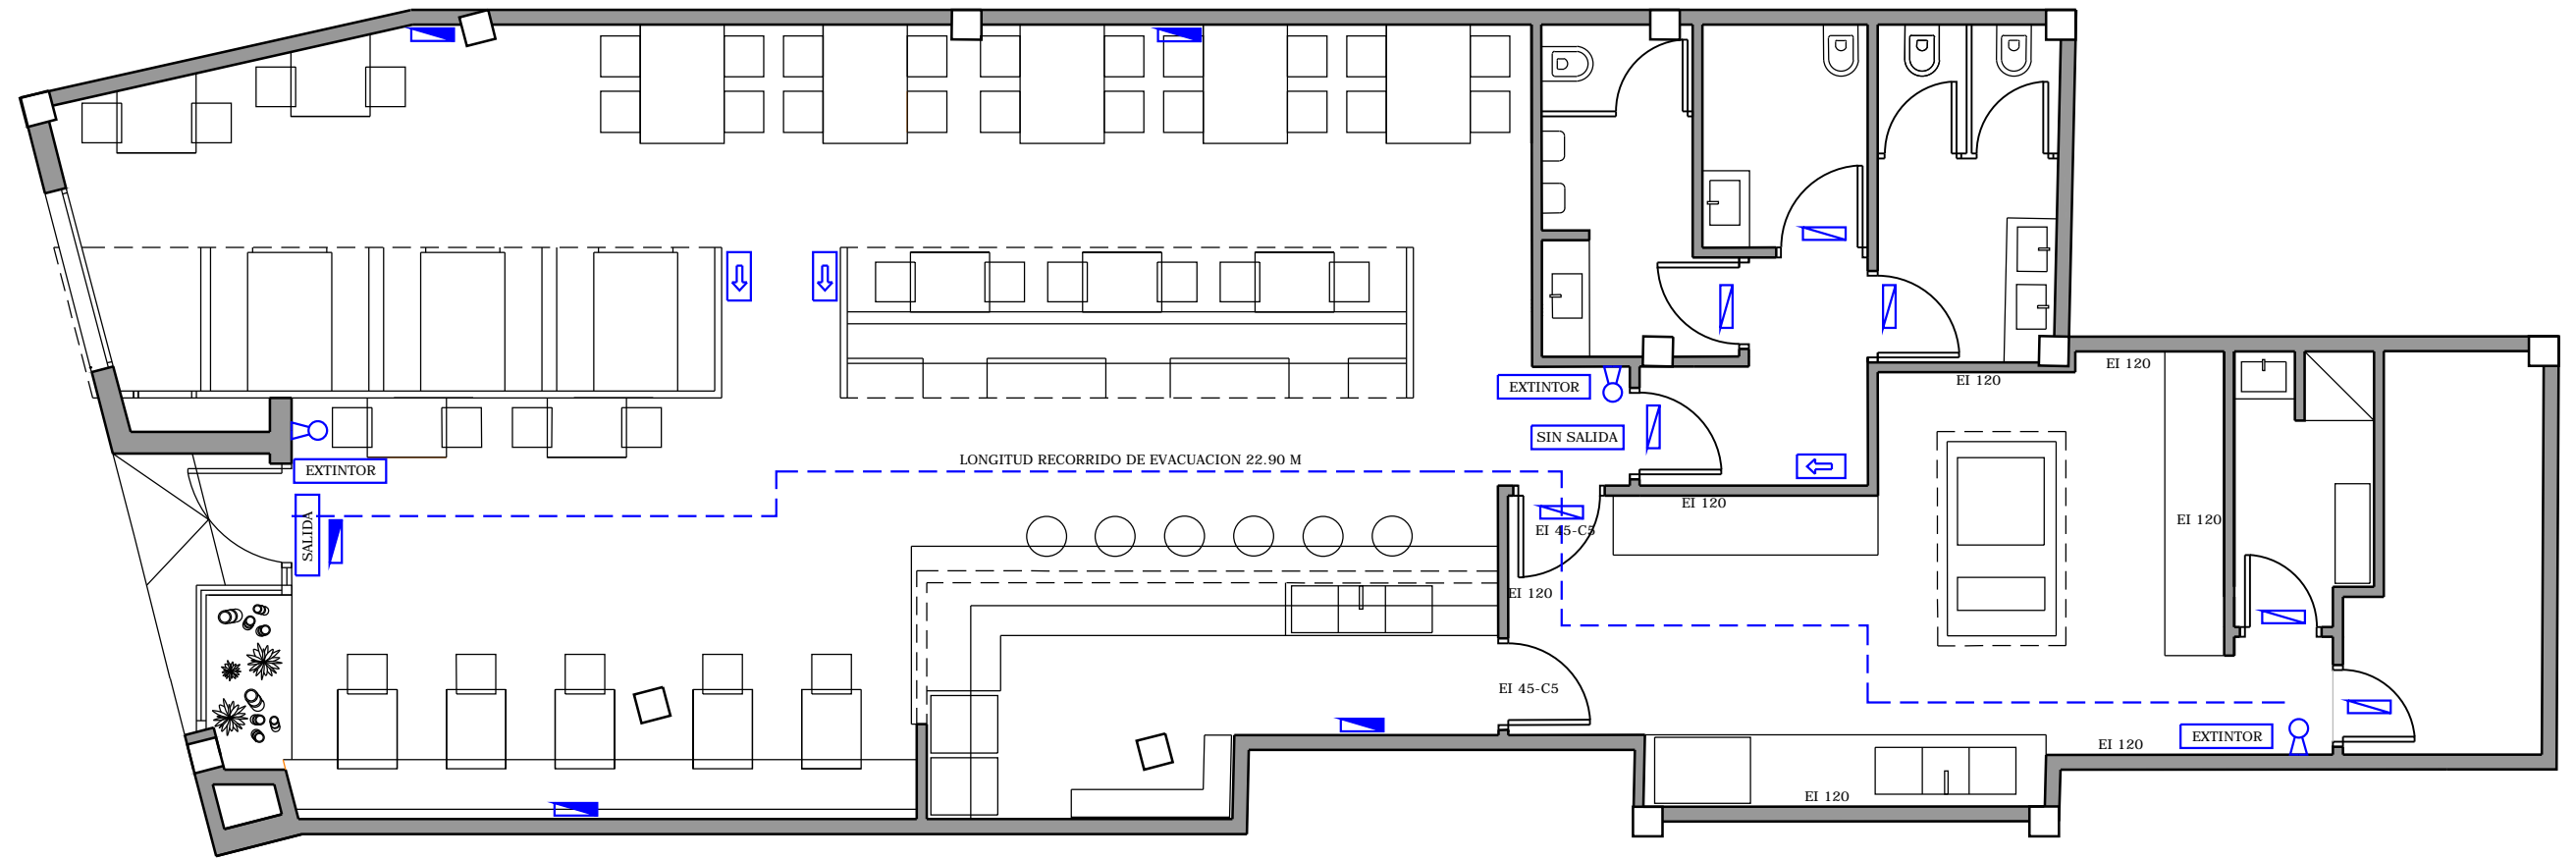 EI 120
EI 120
EXTINTOR
SIN SALIDA
LONGITUD RECORRIDO DE EVACUACION 22.90 M
EXTINTOR
EI 120
EI 120
SALIDA
EI 45-C5
EI 120
EI 45-C5
EXTINTOR
EI 120
EI 120